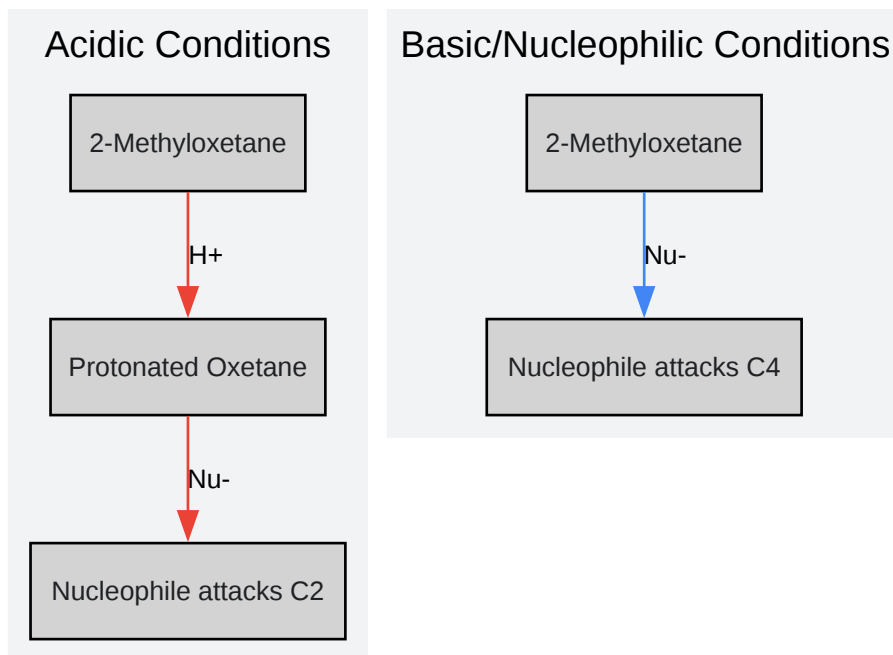 Acidic Conditions
2-Methyloxetane
H+
Protonated Oxetane
Nu-
Nucleophile attacks C2
Basic/Nucleophilic Conditions
2-Methyloxetane
Nu-
Nucleophile attacks C4